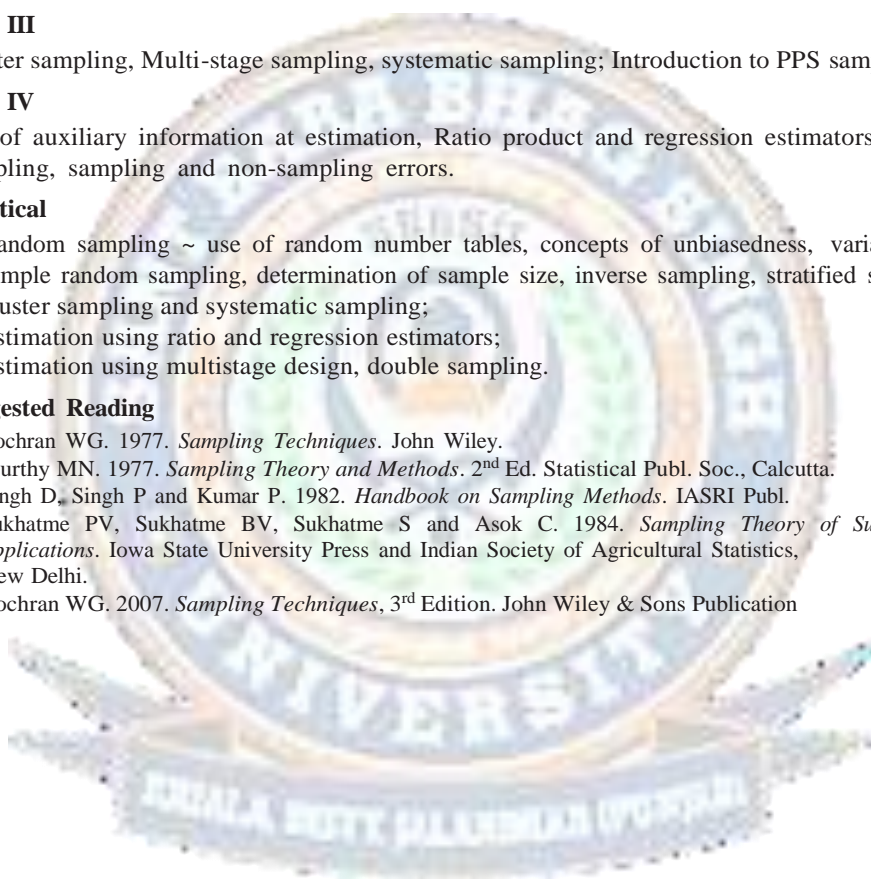 III
ter sampling, Multi-stage sampling, systematic sampling; Introduction to PPS sam
IV
of auxiliary information at estimation, Ratio product and regression estimators
pling, sampling and non-sampling errors.
tical
andom sampling ~ use of random number tables, concepts of unbiasedness, varia
mple random sampling, determination of sample size, inverse sampling, stratified s
uster sampling and systematic sampling;
stimation using ratio and regression estimators;
stimation using multistage design, double sampling.
gested Reading
ochran WG. 1977. Sampling Techniques. John Wiley.
urthy MN. 1977. Sampling Theory and Methods. 2nd Ed. Statistical Publ. Soc., Calcutta.
ngh D, Singh P and Kumar P. 1982. Handbook on Sampling Methods. IASRI Publ.
ukhatme PV, Sukhatme BV, Sukhatme S and Asok C. 1984. Sampling Theory of Su
pplications. Iowa State University Press and Indian Society of Agricultural Statistics,
ew Delhi.
ochran WG. 2007. Sampling Techniques, 3rd Edition. John Wiley & Sons Publication
UNIVERSITY